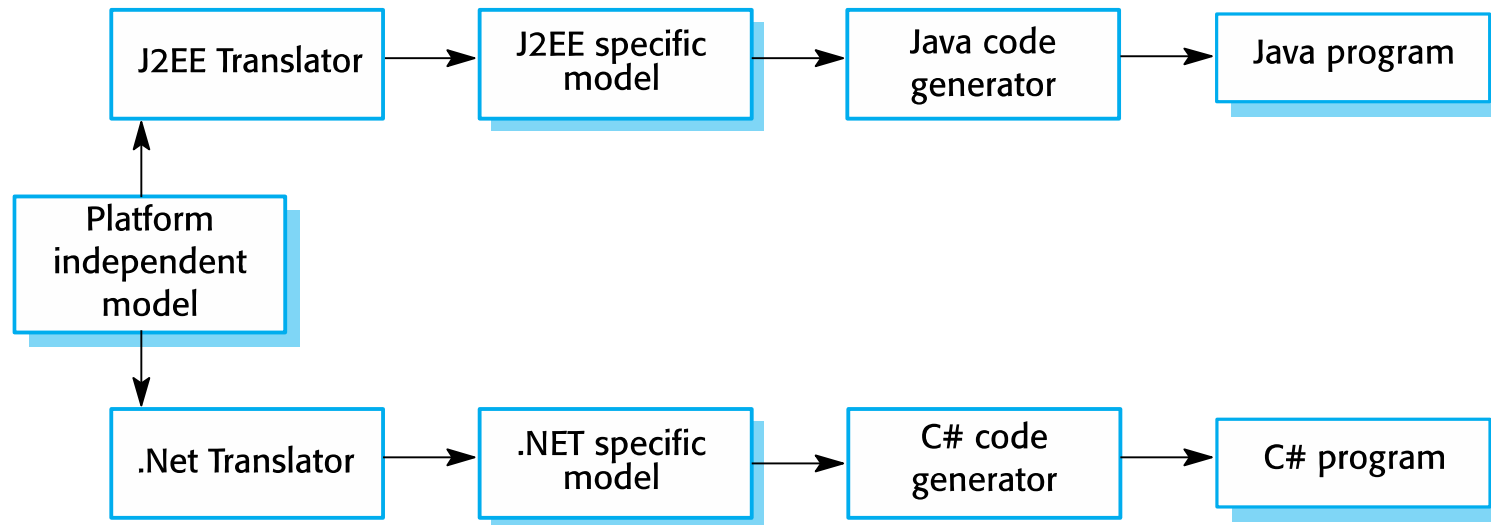 J2EE Translator
J2EE specific
model
Java code
generator
Java program
Platform
independent
model
.Net Translator
.NET specific
model
C# code
generator
C# program